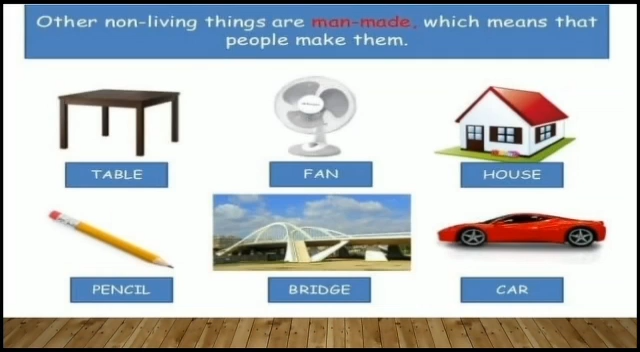 Other non-living things are man-made, which means that
people make them.
TABLE
FAN
HOUSE
PENCIL
BRIDGE
CAR